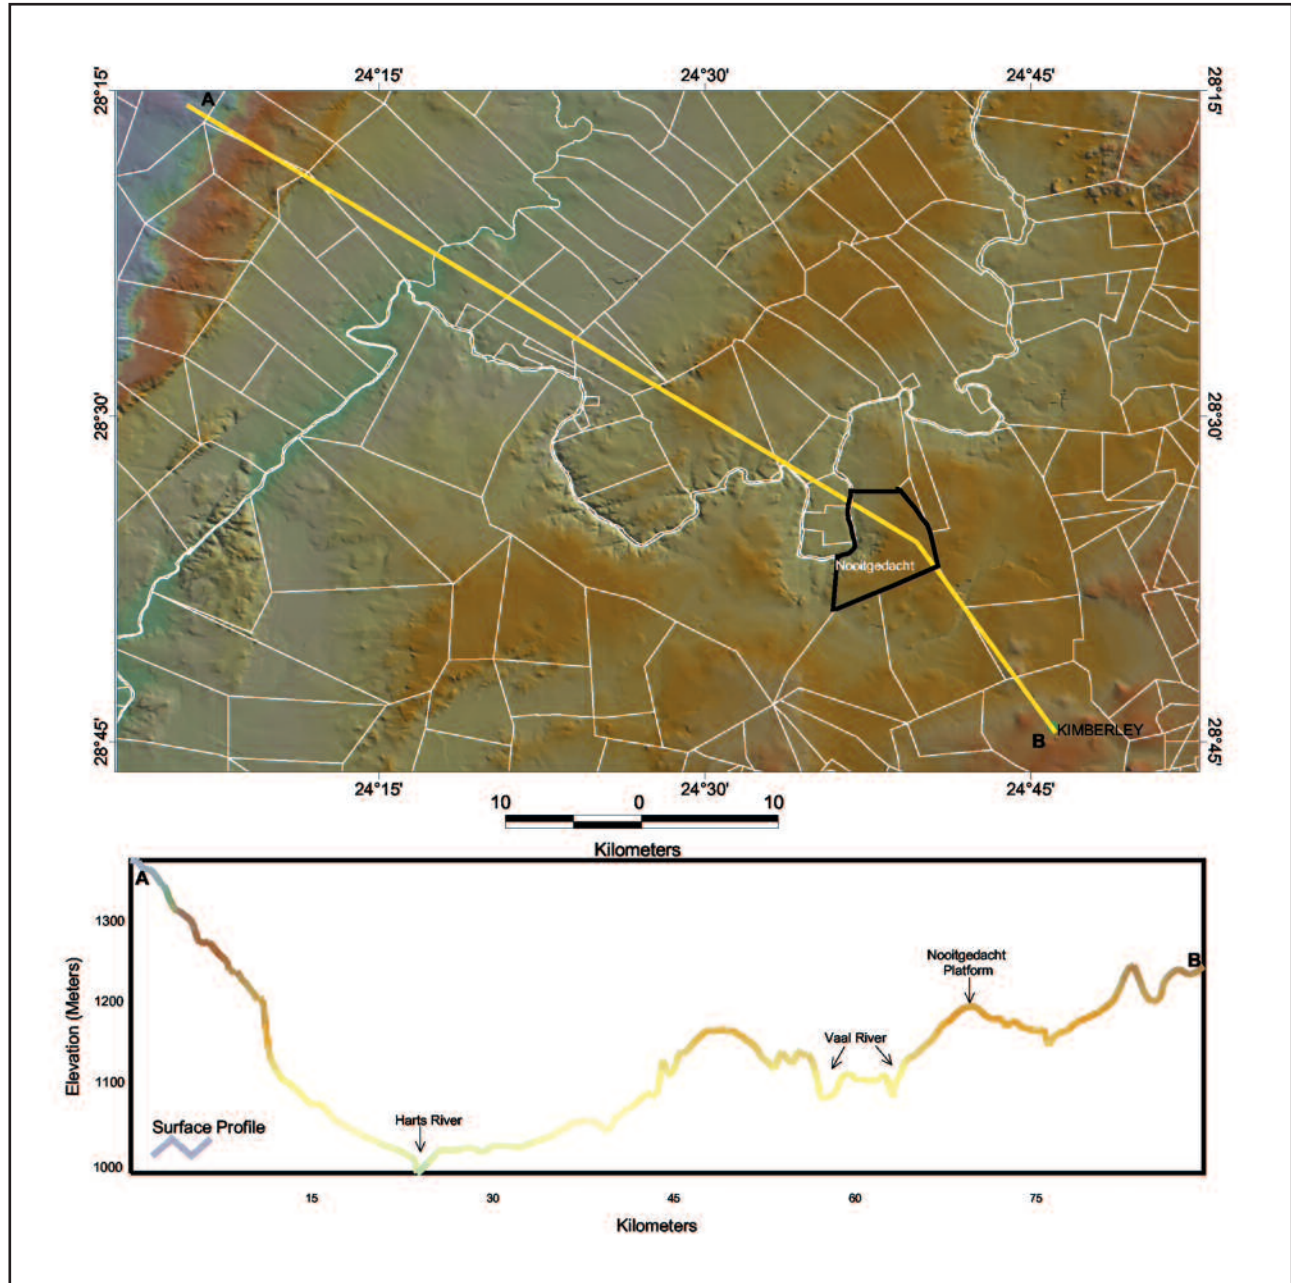 24°15' 24°30' 24°45'
28°15' 28°15'
A
28°30' 28°30'
Nooitgedacht
B KIMBERLEY
28°45' 28°45'
24°15' 24°30' 24°45'
10 0 10
Kilometers
A
1300
Nooitgedacht
Platform
B
1200
Elevation (Meters)
Vaal River
1100
Harts River
Surface Profile
1000
15 30 45 60 75
Kilometers